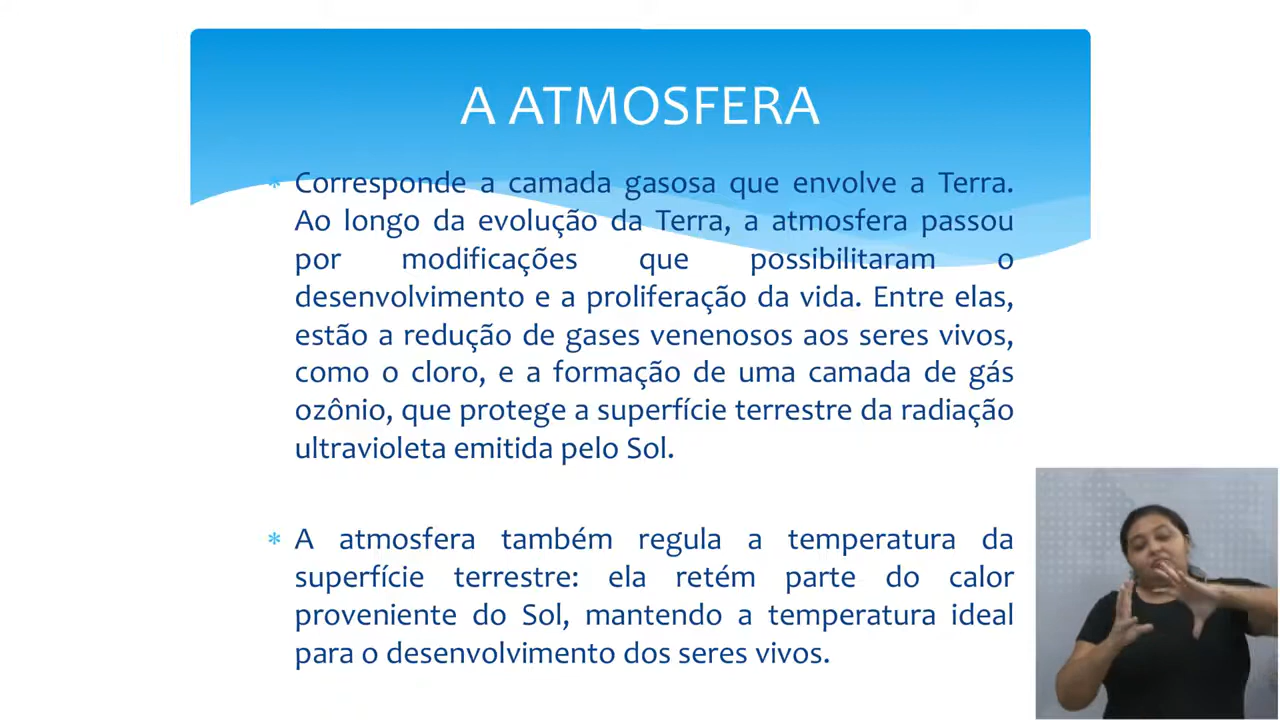 A ATMOSFERA
* Corresponde a camada gasosa que envolve a Terra.
Ao longo da evolução da Terra, a atmosfera passou
por modificações que possibilitaram o
desenvolvimento e a proliferação da vida. Entre elas,
estão a redução de gases venenosos aos seres vivos,
como o cloro, e a formação de uma camada de gás
ozônio, que protege a superfície terrestre da radiação
ultravioleta emitida pelo Sol.
* A atmosfera também regula a temperatura da
superfície terrestre: ela retém parte do calor
proveniente do Sol, mantendo a temperatura ideal
para o desenvolvimento dos seres vivos.